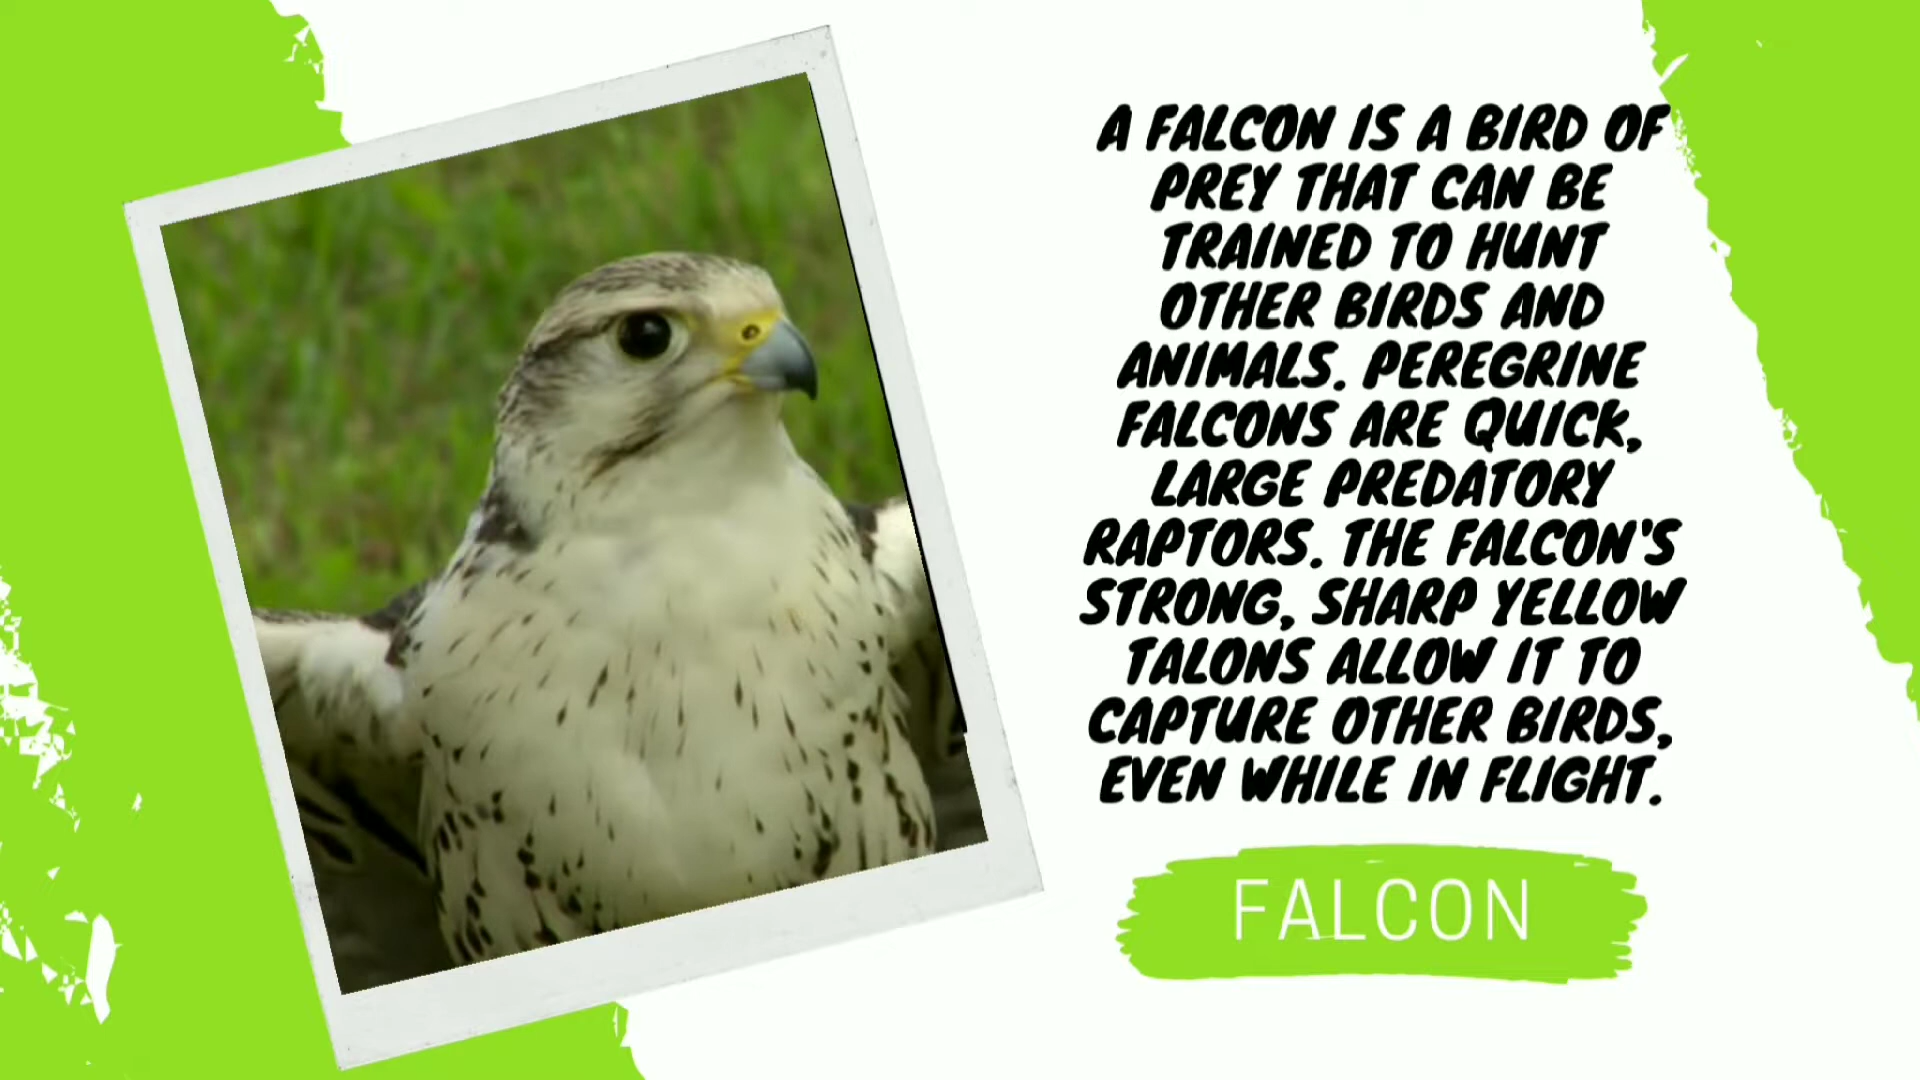 A FALCON IS A BIRD OF
PREY THAT CAN BE
TRAINED TO HUNT
OTHER BIRDS AND
ANIMALS. PEREGRINE
FALCONS ARE QUICK,
LARGE PREDATORY
RAPTORS. THE FALCON'S
STRONG, SHARP YELLOW
TALONS ALLOW IT TO
CAPTURE OTHER BIRDS,
EVEN WHILE IN FLIGHT.
FALCON